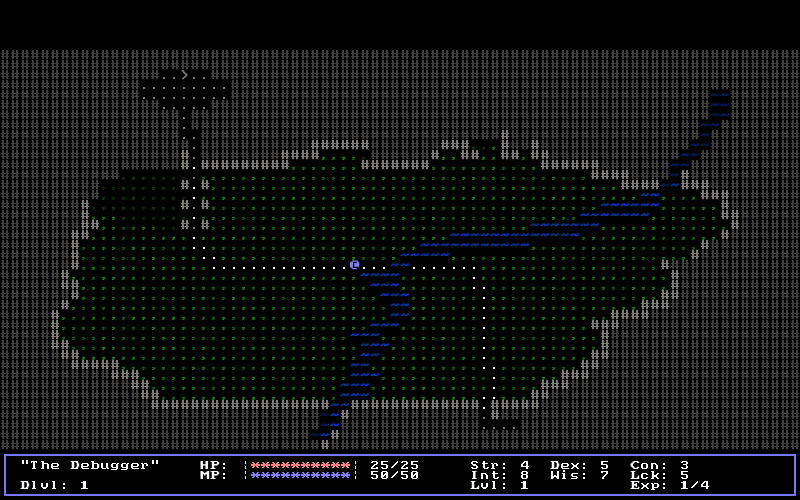 "The Debugger" HP: 25/25 Str: 4 Dex: 5 Con: 3
MP: 50/50 Int: 8 Wis: 7 Lck: 5
Dlvl: 1 Lvl: 1 Exp: 1/4